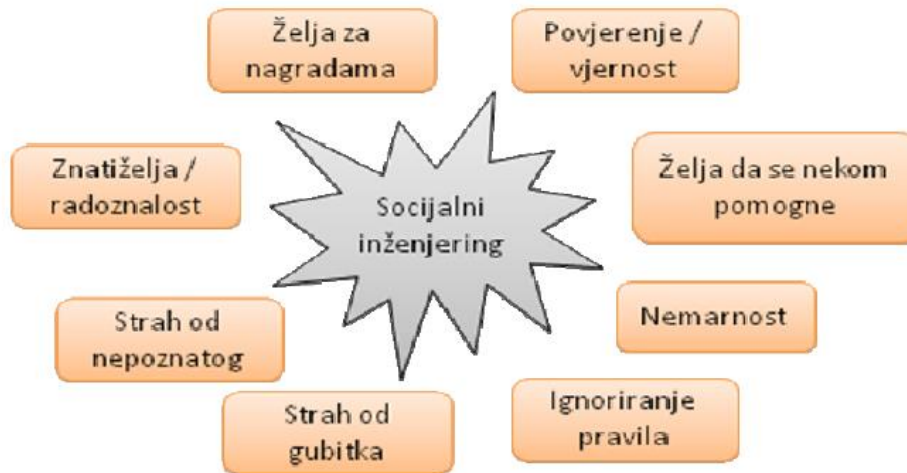 Želja za
nagradama
Povjerenje /
vjernost
Znatiželja /
radoznalost
Socijalni
inženjering
Želja da se nekom
pomogne
Strah od
nepoznatog
Nemarnost
Strah od
gubitka
Ignoriranje
pravila